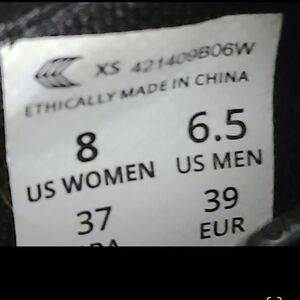 XS 421409B06W
ETHICALLY MADE IN CHINA
8 6.5
US WOMEN US MEN
37 39
EUR